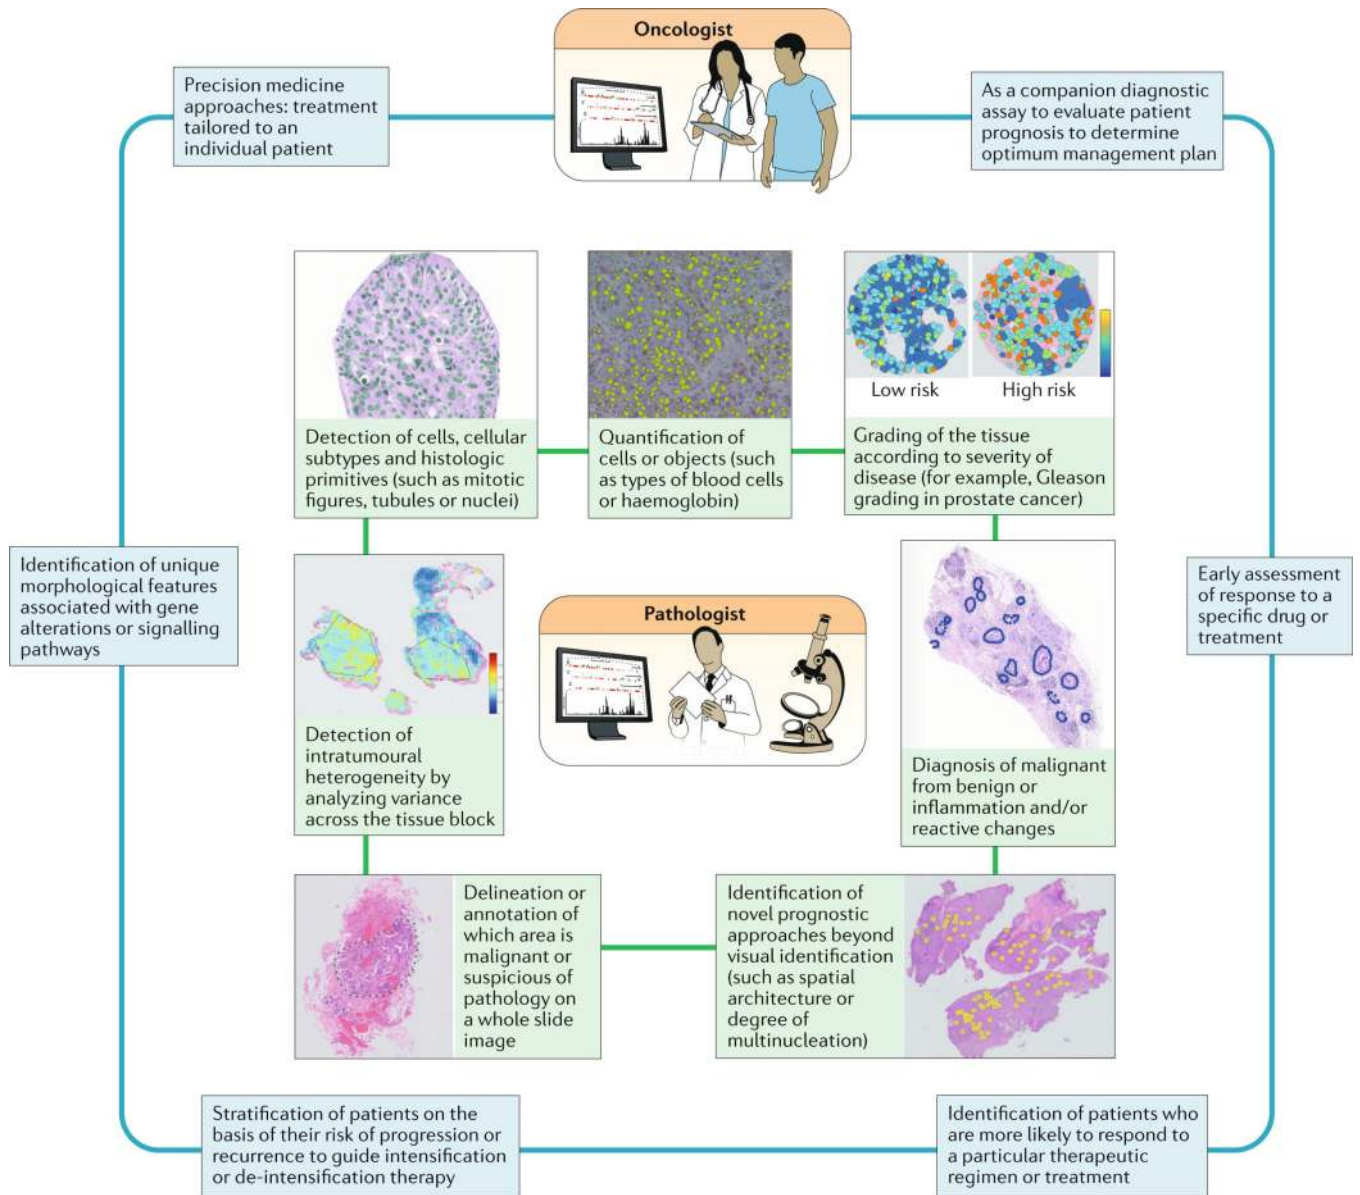 Oncologist
Precision medicine
approaches: treatment
tailored to an
individual patient
As a companion diagnostic
assay to evaluate patient
prognosis to determine
optimum management plan
Low risk
High risk
Detection of cells, cellular
subtypes and histologic
primitives (such as mitotic
figures, tubules or nuclei)
Quantification of
cells or objects (such
as types of blood cells
or haemoglobin)
Grading of the tissue
according to severity of
disease (for example, Gleason
grading in prostate cancer)
Identification of unique
morphological features
associated with gene
alterations or signalling
pathways
Pathologist
Early assessment
of response to a
specific drug or
treatment
Detection of
intratumoural
heterogeneity by
analyzing variance
across the tissue block
Diagnosis of malignant
from benign or
inflammation and/or
reactive changes
Delineation or
annotation of
which area is
malignant or
suspicious of
pathology on
a whole slide
image
Identification of
novel prognostic
approaches beyond
visual identification
(such as spatial
architecture or
degree of
multinucleation)
Stratification of patients on the
basis of their risk of progression or
recurrence to guide intensification
or de-intensification therapy
Identification of patients who
are more likely to respond to
a particular therapeutic
regimen or treatment